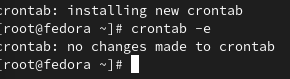 crontab: installing new crontab
[root@fedora ~]# crontab -e
crontab: no changes made to crontab
[root@fedora ~]#